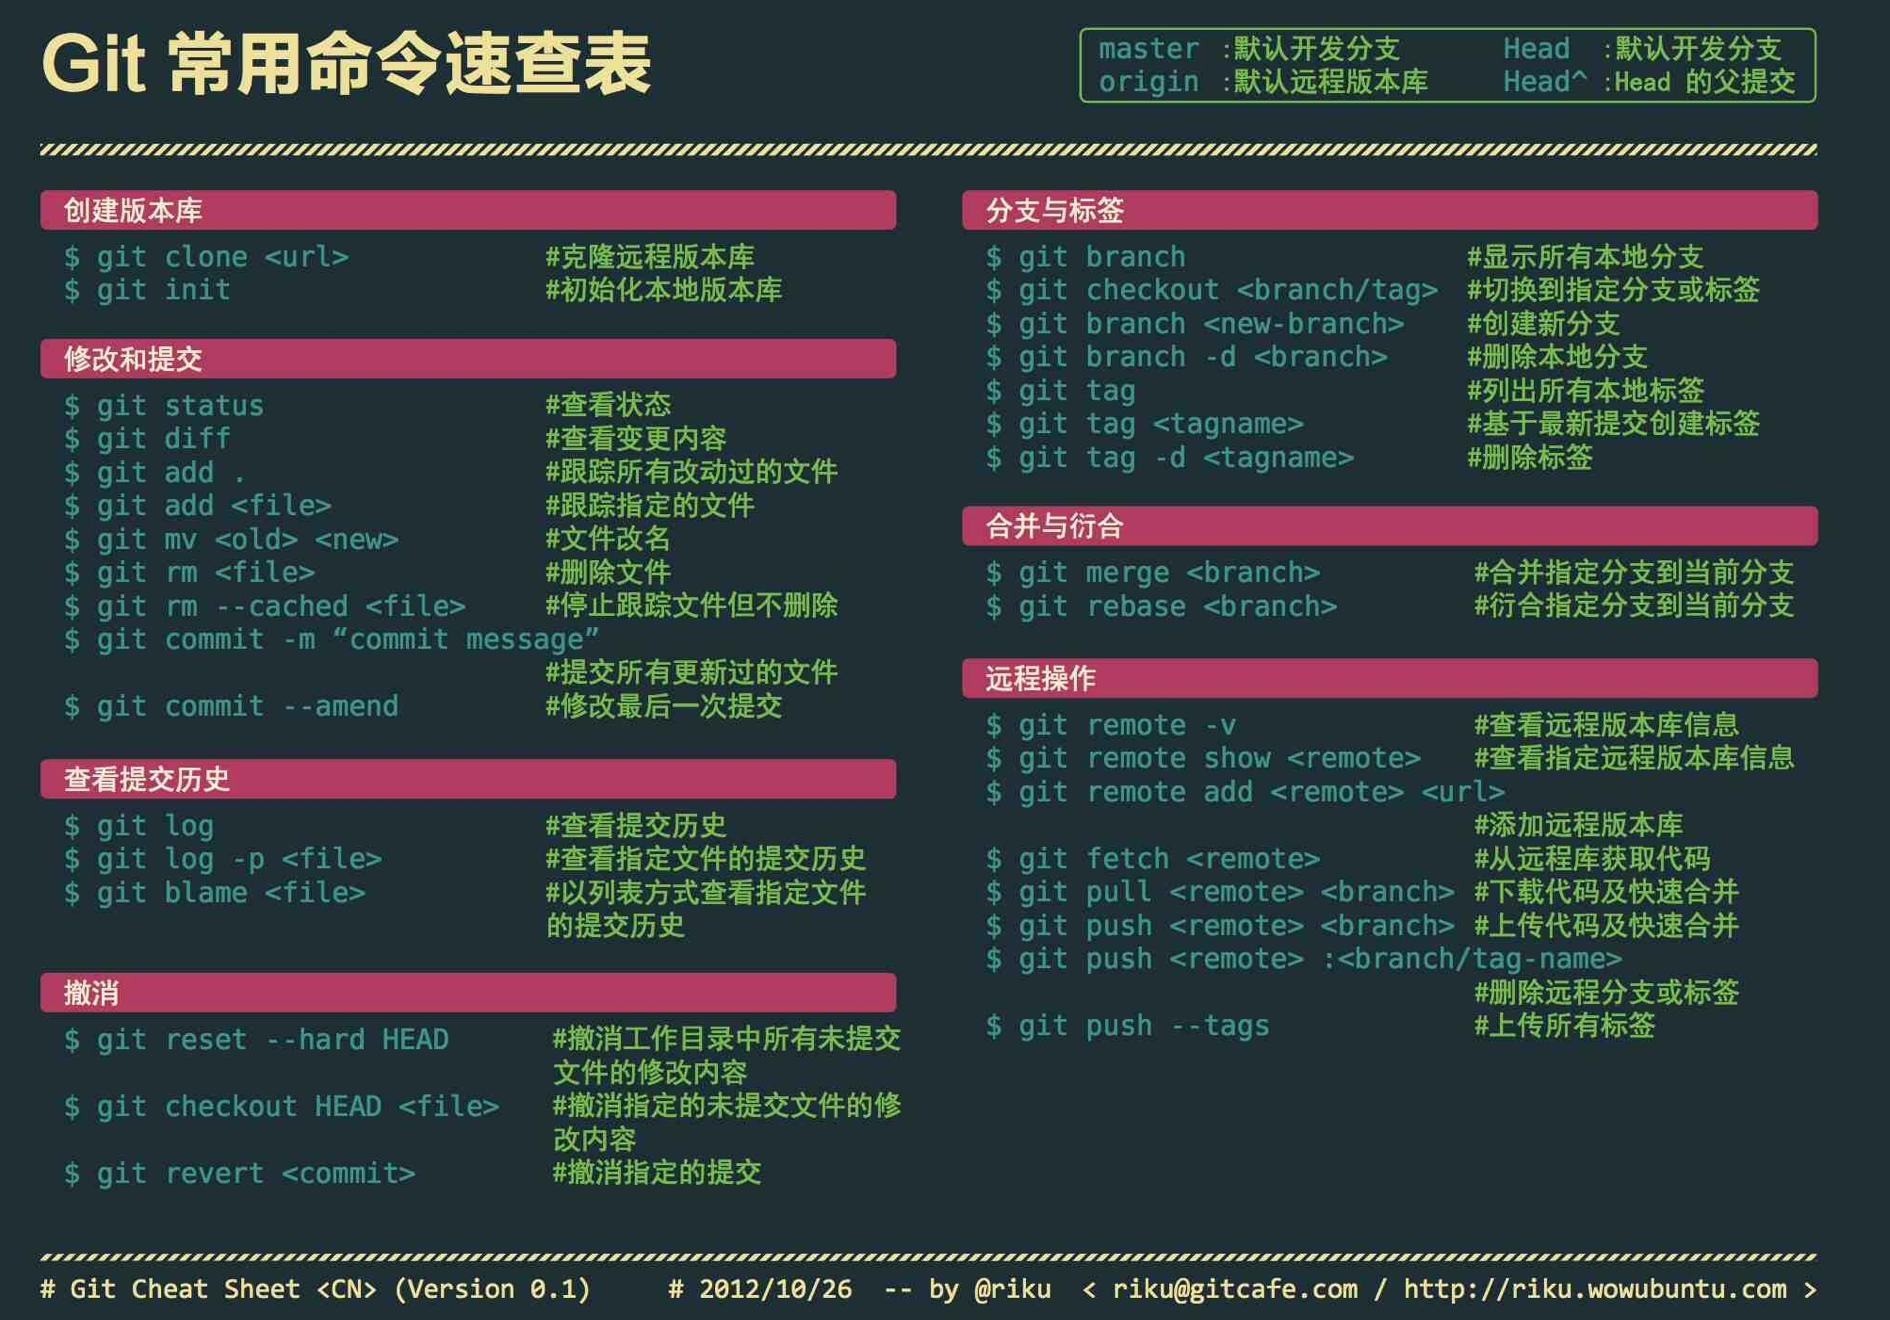 Git 常用命令速查表
master :默认开发分支 Head :默认开发分支
origin :默认远程版本库 Head^ :Head 的父提交
创建版本库
$ git clone <url> #克隆远程版本库
$ git init #初始化本地版本库
修改和提交
$ git status #查看状态
$ git diff #查看变更内容
$ git add . #跟踪所有改动过的文件
$ git add <file> #跟踪指定的文件
$ git mv <old> <new> #文件改名
$ git rm <file> #删除文件
$ git rm --cached <file> #停止跟踪文件但不删除
$ git commit -m “commit message”
#提交所有更新过的文件
$ git commit --amend #修改最后一次提交
查看提交历史
$ git log #查看提交历史
$ git log -p <file> #查看指定文件的提交历史
$ git blame <file> #以列表方式查看指定文件
的提交历史
撤消
$ git reset --hard HEAD #撤消工作目录中所有未提交
文件的修改内容
$ git checkout HEAD <file> #撤消指定的未提交文件的修
改内容
$ git revert <commit> #撤消指定的提交
分支与标签
$ git branch #显示所有本地分支
$ git checkout <branch/tag> #切换到指定分支或标签
$ git branch <new-branch> #创建新分支
$ git branch -d <branch> #删除本地分支
$ git tag #列出所有本地标签
$ git tag <tagname> #基于最新提交创建标签
$ git tag -d <tagname> #删除标签
合并与衍合
$ git merge <branch> #合并指定分支到当前分支
$ git rebase <branch> #衍合指定分支到当前分支
远程操作
$ git remote -v #查看远程版本库信息
$ git remote show <remote> #查看指定远程版本库信息
$ git remote add <remote> <url>
#添加远程版本库
$ git fetch <remote> #从远程库获取代码
$ git pull <remote> <branch> #下载代码及快速合并
$ git push <remote> <branch> #上传代码及快速合并
$ git push <remote> :<branch/tag-name>
#删除远程分支或标签
$ git push --tags #上传所有标签
# Git Cheat Sheet <CN> (Version 0.1) # 2012/10/26 -- by @riku < riku@gitcafe.com / http://riku.wowubuntu.com >